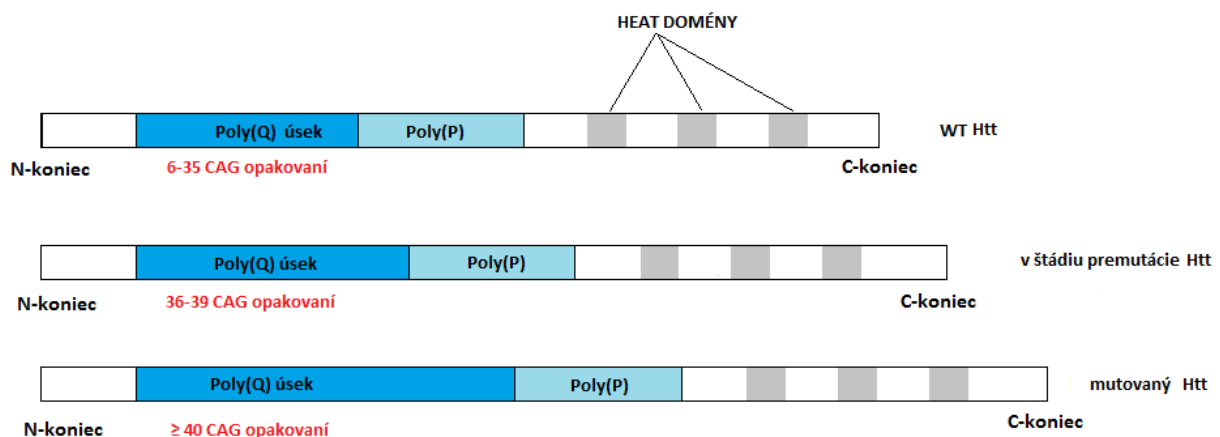 HEAT DOMÉNY
Poly(Q) úsek
Poly(P)
WT Htt
N-koniec
6-35 CAG opakovaní
C-koniec
Poly(Q) úsek
Poly(P)
v štádiu premutácie Htt
N-koniec
36-39 CAG opakovaní
C-koniec
Poly(Q) úsek
Poly(P)
mutovaný Htt
N-koniec
≥ 40 CAG opakovaní
C-koniec